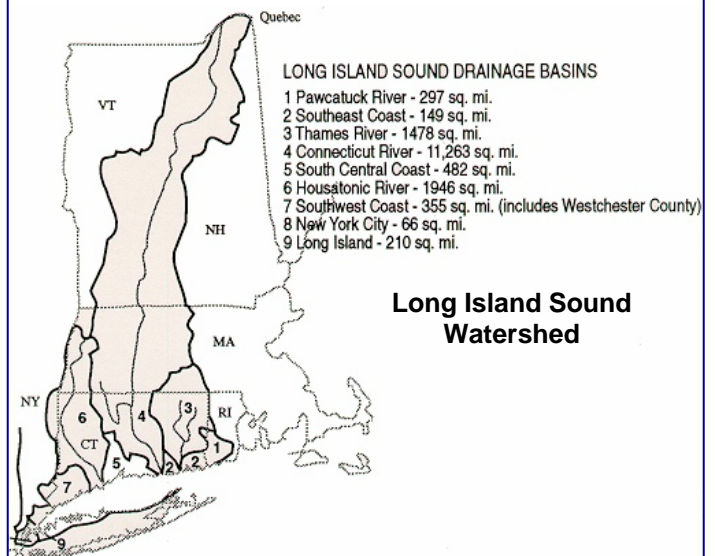 Quebec
LONG ISLAND SOUND DRAINAGE BASINS
1 Pawcatuck River - 297 sq. mi.
2 Southeast Coast - 149 sq. mi.
3 Thames River - 1478 sq. mi.
4 Connecticut River - 11,263 sq. mi.
5 South Central Coast - 482 sq. mi.
6 Housatonic River - 1946 sq. mi.
7 Southwest Coast - 355 sq. mi. (includes Westchester County)
8 New York City - 66 sq. mi.
9 Long Island - 210 sq. mi.
Long Island Sound
Watershed
VT
NH
MA
NY
RI
CT
6
4
3
1
5
2
2
7
9